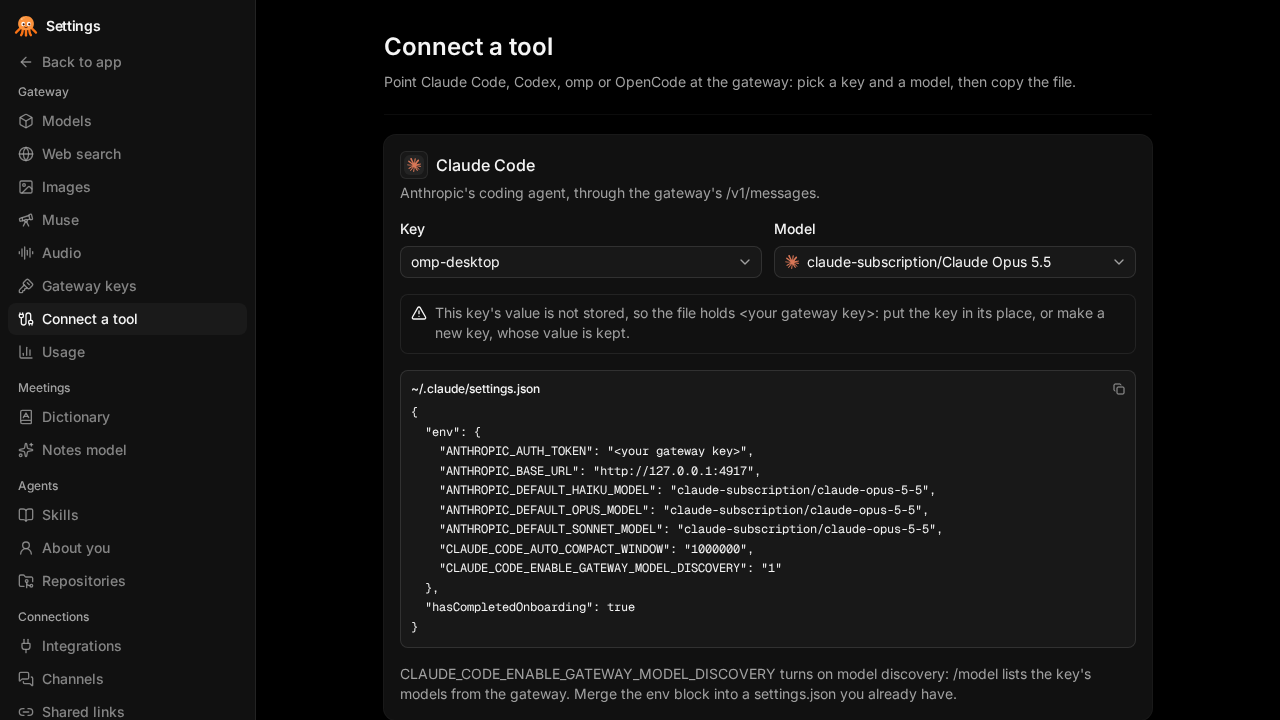 Settings
Back to app
Gateway
Models
Web search
Images
Muse
Audio
Gateway keys
Connect a tool
Usage
Meetings
Dictionary
Notes model
Agents
Skills
About you
Repositories
Connections
Integrations
Channels
Shared links
Connect a tool
Point Claude Code, Codex, omp or OpenCode at the gateway: pick a key and a model, then copy the file.
Claude Code
Anthropic's coding agent, through the gateway's /v1/messages.
Key
Model
omp-desktop
claude-subscription/Claude Opus 5.5
This key's value is not stored, so the file holds <your gateway key>: put the key in its place, or make a
new key, whose value is kept.
~/.claude/settings.json
{
  "env": {
    "ANTHROPIC_AUTH_TOKEN": "<your gateway key>",
    "ANTHROPIC_BASE_URL": "http://127.0.0.1:4917",
    "ANTHROPIC_DEFAULT_HAIKU_MODEL": "claude-subscription/claude-opus-5-5",
    "ANTHROPIC_DEFAULT_OPUS_MODEL": "claude-subscription/claude-opus-5-5",
    "ANTHROPIC_DEFAULT_SONNET_MODEL": "claude-subscription/claude-opus-5-5",
    "CLAUDE_CODE_AUTO_COMPACT_WINDOW": "1000000",
    "CLAUDE_CODE_ENABLE_GATEWAY_MODEL_DISCOVERY": "1"
  },
  "hasCompletedOnboarding": true
}
CLAUDE_CODE_ENABLE_GATEWAY_MODEL_DISCOVERY turns on model discovery: /model lists the key's
models from the gateway. Merge the env block into a settings.json you already have.